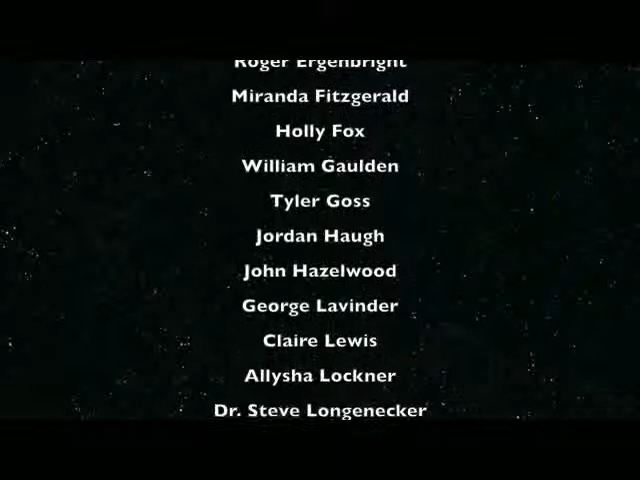 Roger Ergenbright
Miranda Fitzgerald
Holly Fox
William Gaulden
Tyler Goss
Jordan Haugh
John Hazelwood
George Lavinder
Claire Lewis
Allysha Lockner
Dr. Steve Longenecker